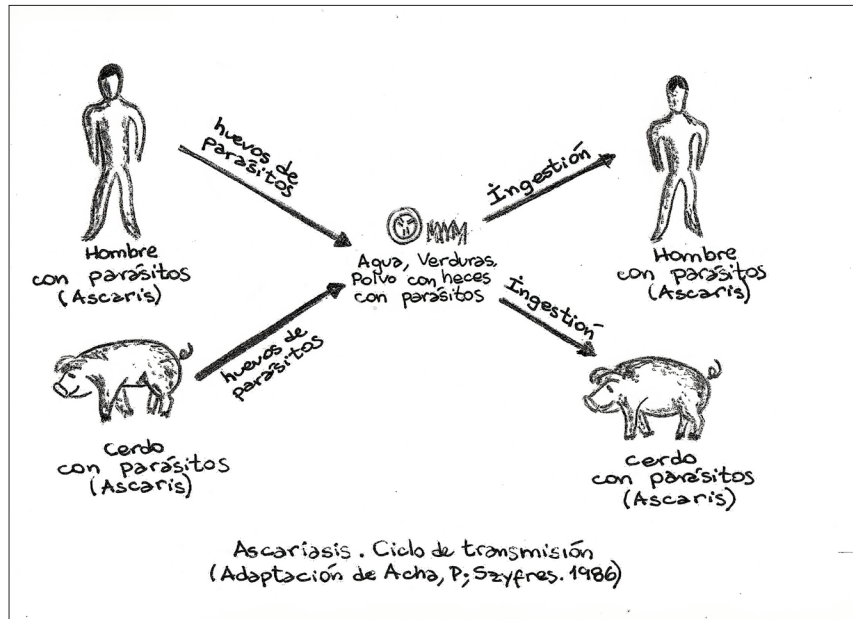 huevos de
parásitos
Ingestión
Hombre
con parásitos
(Ascaris)
Agua, Verduras,
Polvo con heces
con parásitos
Hombre
con parásitos
(Ascaris)
huevos de
parásitos
Ingestión
Cerdo
con parásitos
(Ascaris)
Cerdo
con parásitos
(Ascaris)
Ascariasis. Ciclo de transmisión
(Adaptación de Acha, P; Szyfres. 1986)